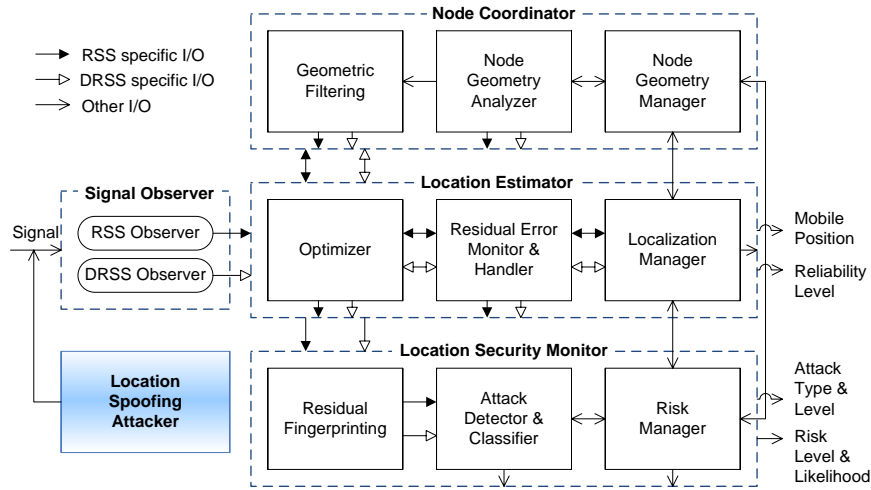 Node Coordinator
RSS specific I/O
DRSS specific I/O
Other I/O
Geometric
Filtering
Node
Geometry
Analyzer
Node
Geometry
Manager
Signal Observer
Location Estimator
Signal
RSS Observer
DRSS Observer
Optimizer
Residual Error
Monitor &
Handler
Localization
Manager
Mobile
Position
Reliability
Level
Location Security Monitor
Location
Spoofing
Attacker
Residual
Fingerprinting
Attack
Detector &
Classifier
Risk
Manager
Attack
Type &
Level
Risk
Level &
Likelihood